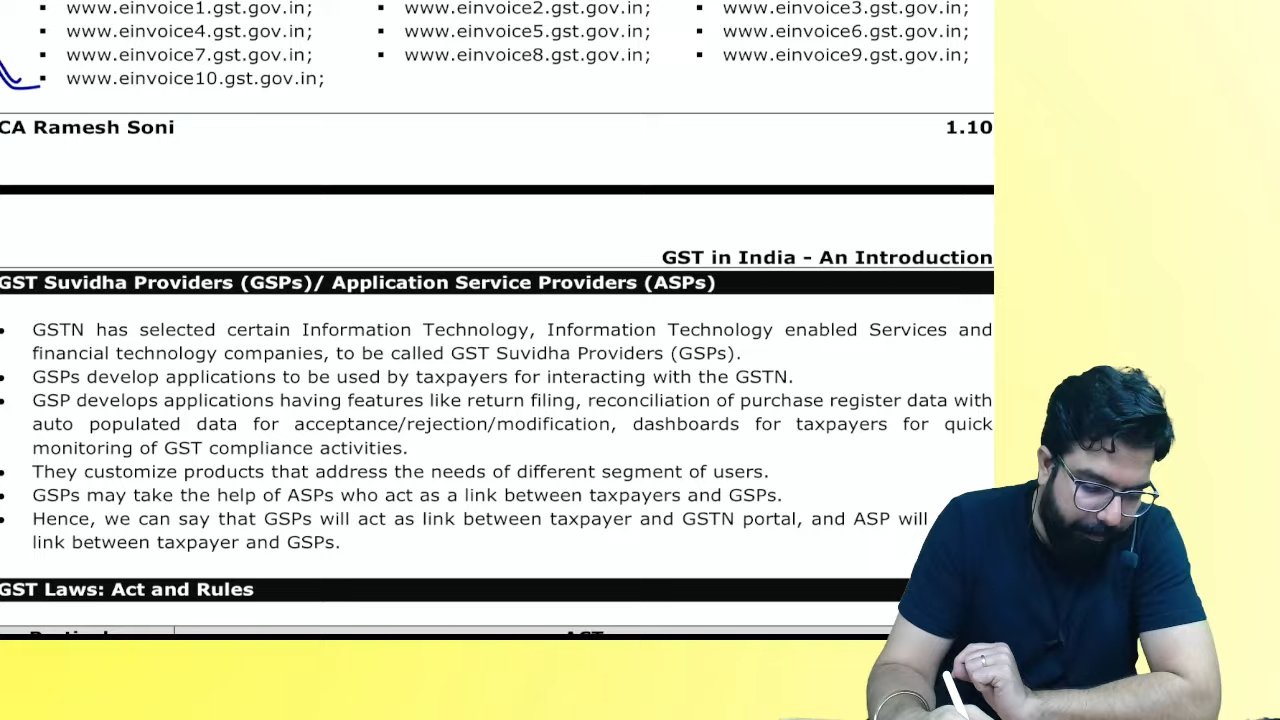 ▪ www.einvoice1.gst.gov.in; ▪ www.einvoice2.gst.gov.in; ▪ www.einvoice3.gst.gov.in;
▪ www.einvoice4.gst.gov.in; ▪ www.einvoice5.gst.gov.in; ▪ www.einvoice6.gst.gov.in;
▪ www.einvoice7.gst.gov.in; ▪ www.einvoice8.gst.gov.in; ▪ www.einvoice9.gst.gov.in;
▪ www.einvoice10.gst.gov.in;
CA Ramesh Soni 1.10
GST in India - An Introduction
GST Suvidha Providers (GSPs)/ Application Service Providers (ASPs)
• GSTN has selected certain Information Technology, Information Technology enabled Services and
financial technology companies, to be called GST Suvidha Providers (GSPs).
• GSPs develop applications to be used by taxpayers for interacting with the GSTN.
• GSP develops applications having features like return filing, reconciliation of purchase register data with
auto populated data for acceptance/rejection/modification, dashboards for taxpayers for quick
monitoring of GST compliance activities.
• They customize products that address the needs of different segment of users.
• GSPs may take the help of ASPs who act as a link between taxpayers and GSPs.
• Hence, we can say that GSPs will act as link between taxpayer and GSTN portal, and ASP will
link between taxpayer and GSPs.
GST Laws: Act and Rules
ACT